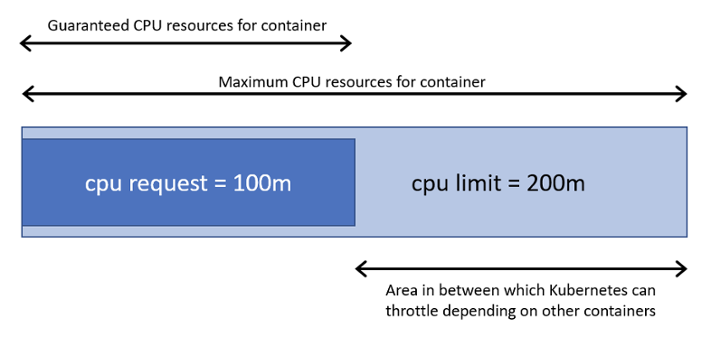 Guaranteed CPU resources for container
Maximum CPU resources for container
cpu request = 100m
cpu limit = 200m
Area in between which Kubernetes can
throttle depending on other containers